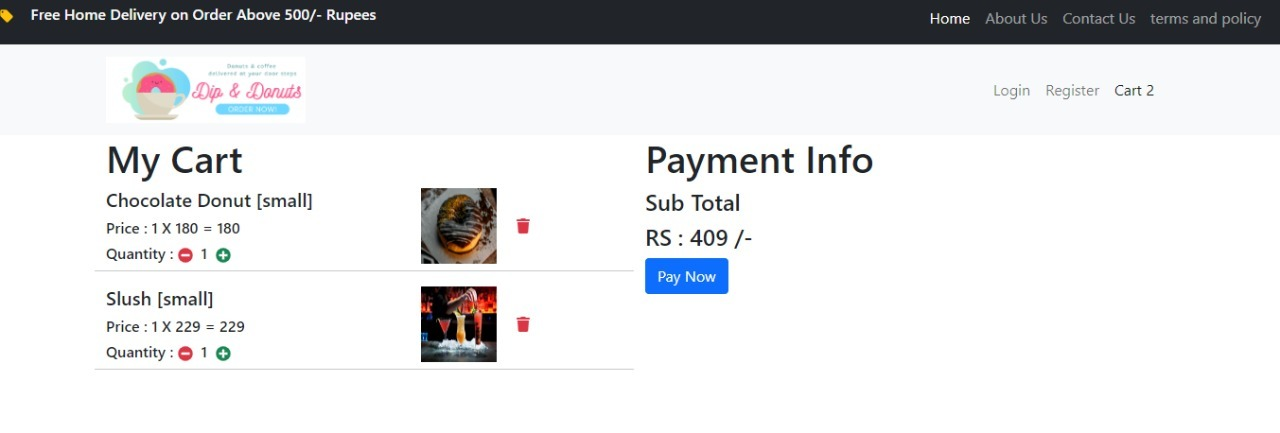 Free Home Delivery on Order Above 500/- Rupees
Home About Us Contact Us terms and policy
Donuts & coffee
delivered at your door steps
Dip & Donuts
ORDER NOW!
Login Register Cart 2
My Cart
Chocolate Donut [small]
Price : 1 X 180 = 180
Quantity : 1
Slush [small]
Price : 1 X 229 = 229
Quantity : 1
Payment Info
Sub Total
RS : 409 /-
Pay Now